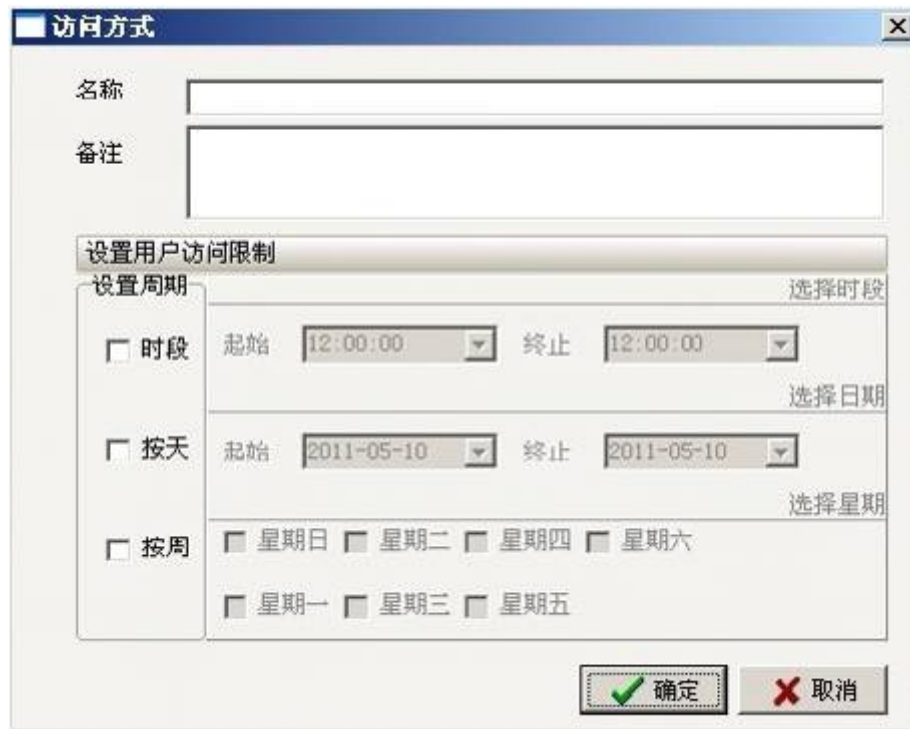 访问方式
名称
备注
设置用户访问限制
设置周期
选择时段
时段 起始 12:00:00 终止 12:00:00
选择日期
按天 起始 2011-05-10 终止 2011-05-10
选择星期
按周 星期日 星期二 星期四 星期六
星期一 星期三 星期五
确定 取消